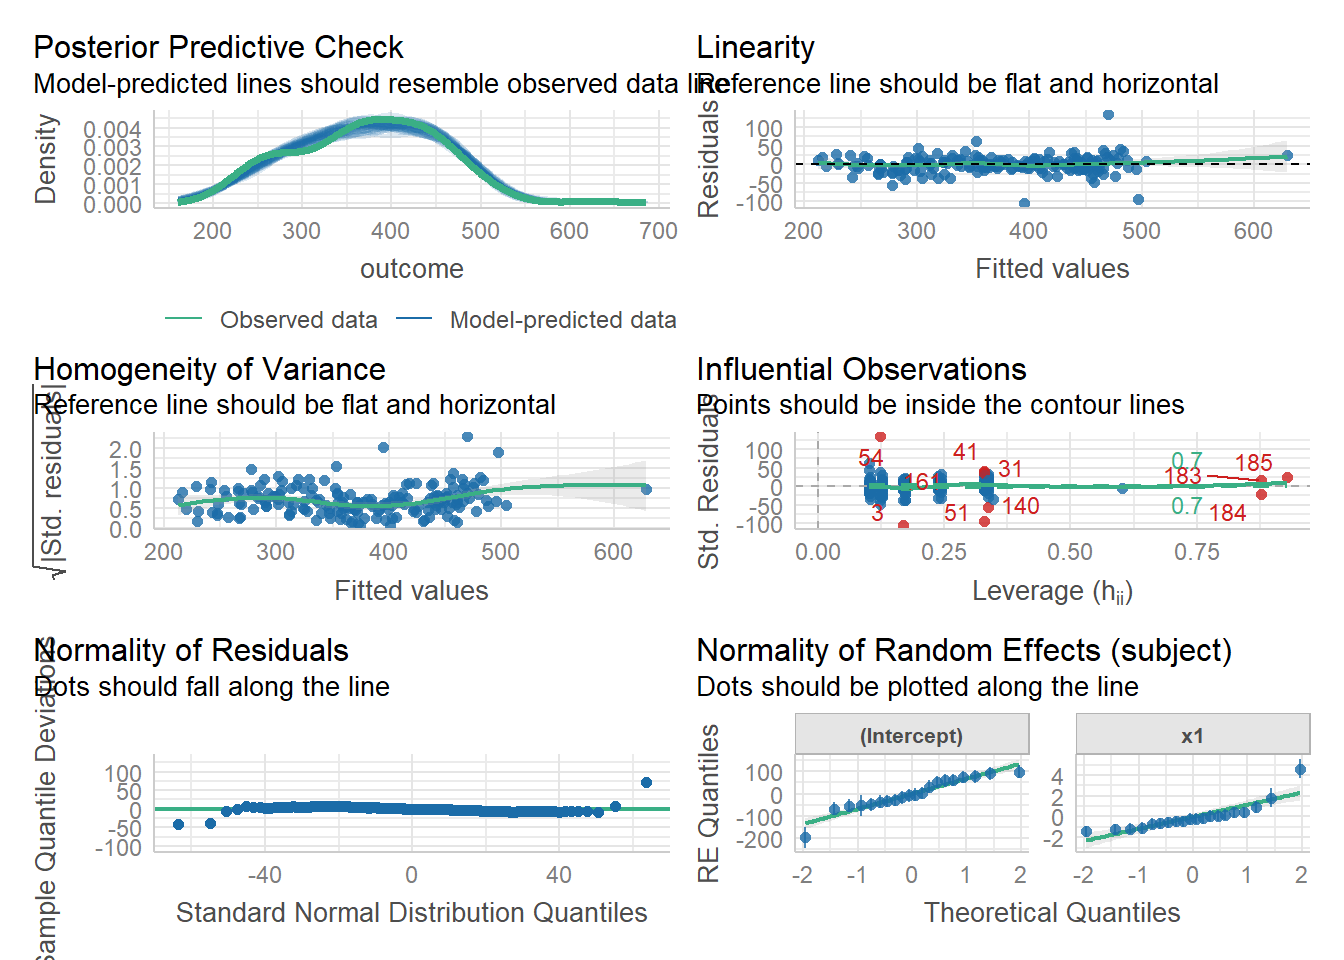 Posterior Predictive Check
Model-predicted lines should resemble observed data line
Density
0.004
0.003
0.002
0.001
0.000
200 300 400 500 600 700
outcome
Observed data Model-predicted data
Linearity
Reference line should be flat and horizontal
Residuals
100
50
0
-50
-100
200 300 400 500 600
Fitted values
Homogeneity of Variance
Reference line should be flat and horizontal
√|Std. residuals|
2.0
1.5
1.0
0.5
0.0
200 300 400 500 600
Fitted values
Influential Observations
Points should be inside the contour lines
Std. Residuals
100
50
0
-50
-100
54
41
31
161
3
51
140
0.7
183
185
0.7
184
0.00 0.25 0.50 0.75
Leverage (hii)
Normality of Residuals
Dots should fall along the line
Sample Quantile Deviations
100
50
0
-50
-100
-40 0 40
Standard Normal Distribution Quantiles
Normality of Random Effects (subject)
Dots should be plotted along the line
RE Quantiles
(Intercept)
100
0
-100
-200
-2 -1 0 1 2
x1
4
2
0
-2
-2 -1 0 1 2
Theoretical Quantiles